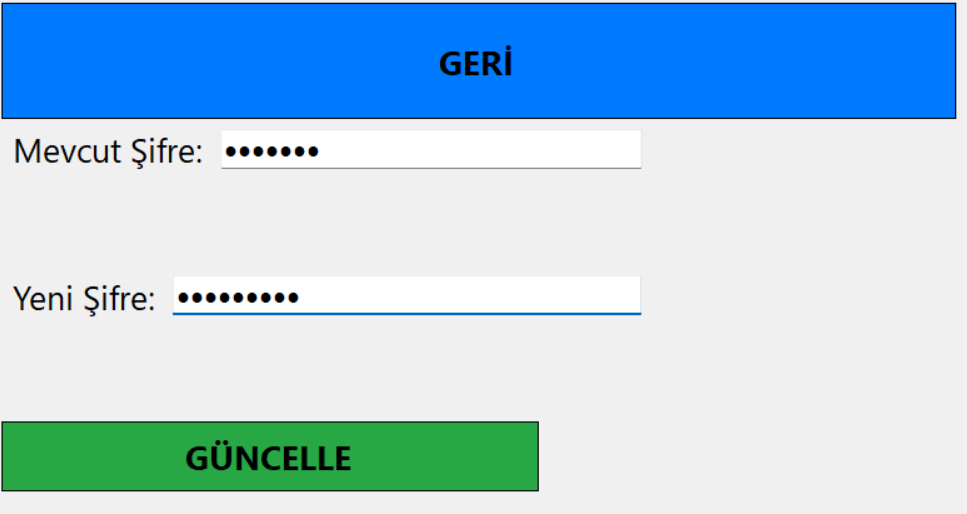 GERİ
Mevcut Şifre: •••••••
Yeni Şifre: •••••••••
GÜNCELLE